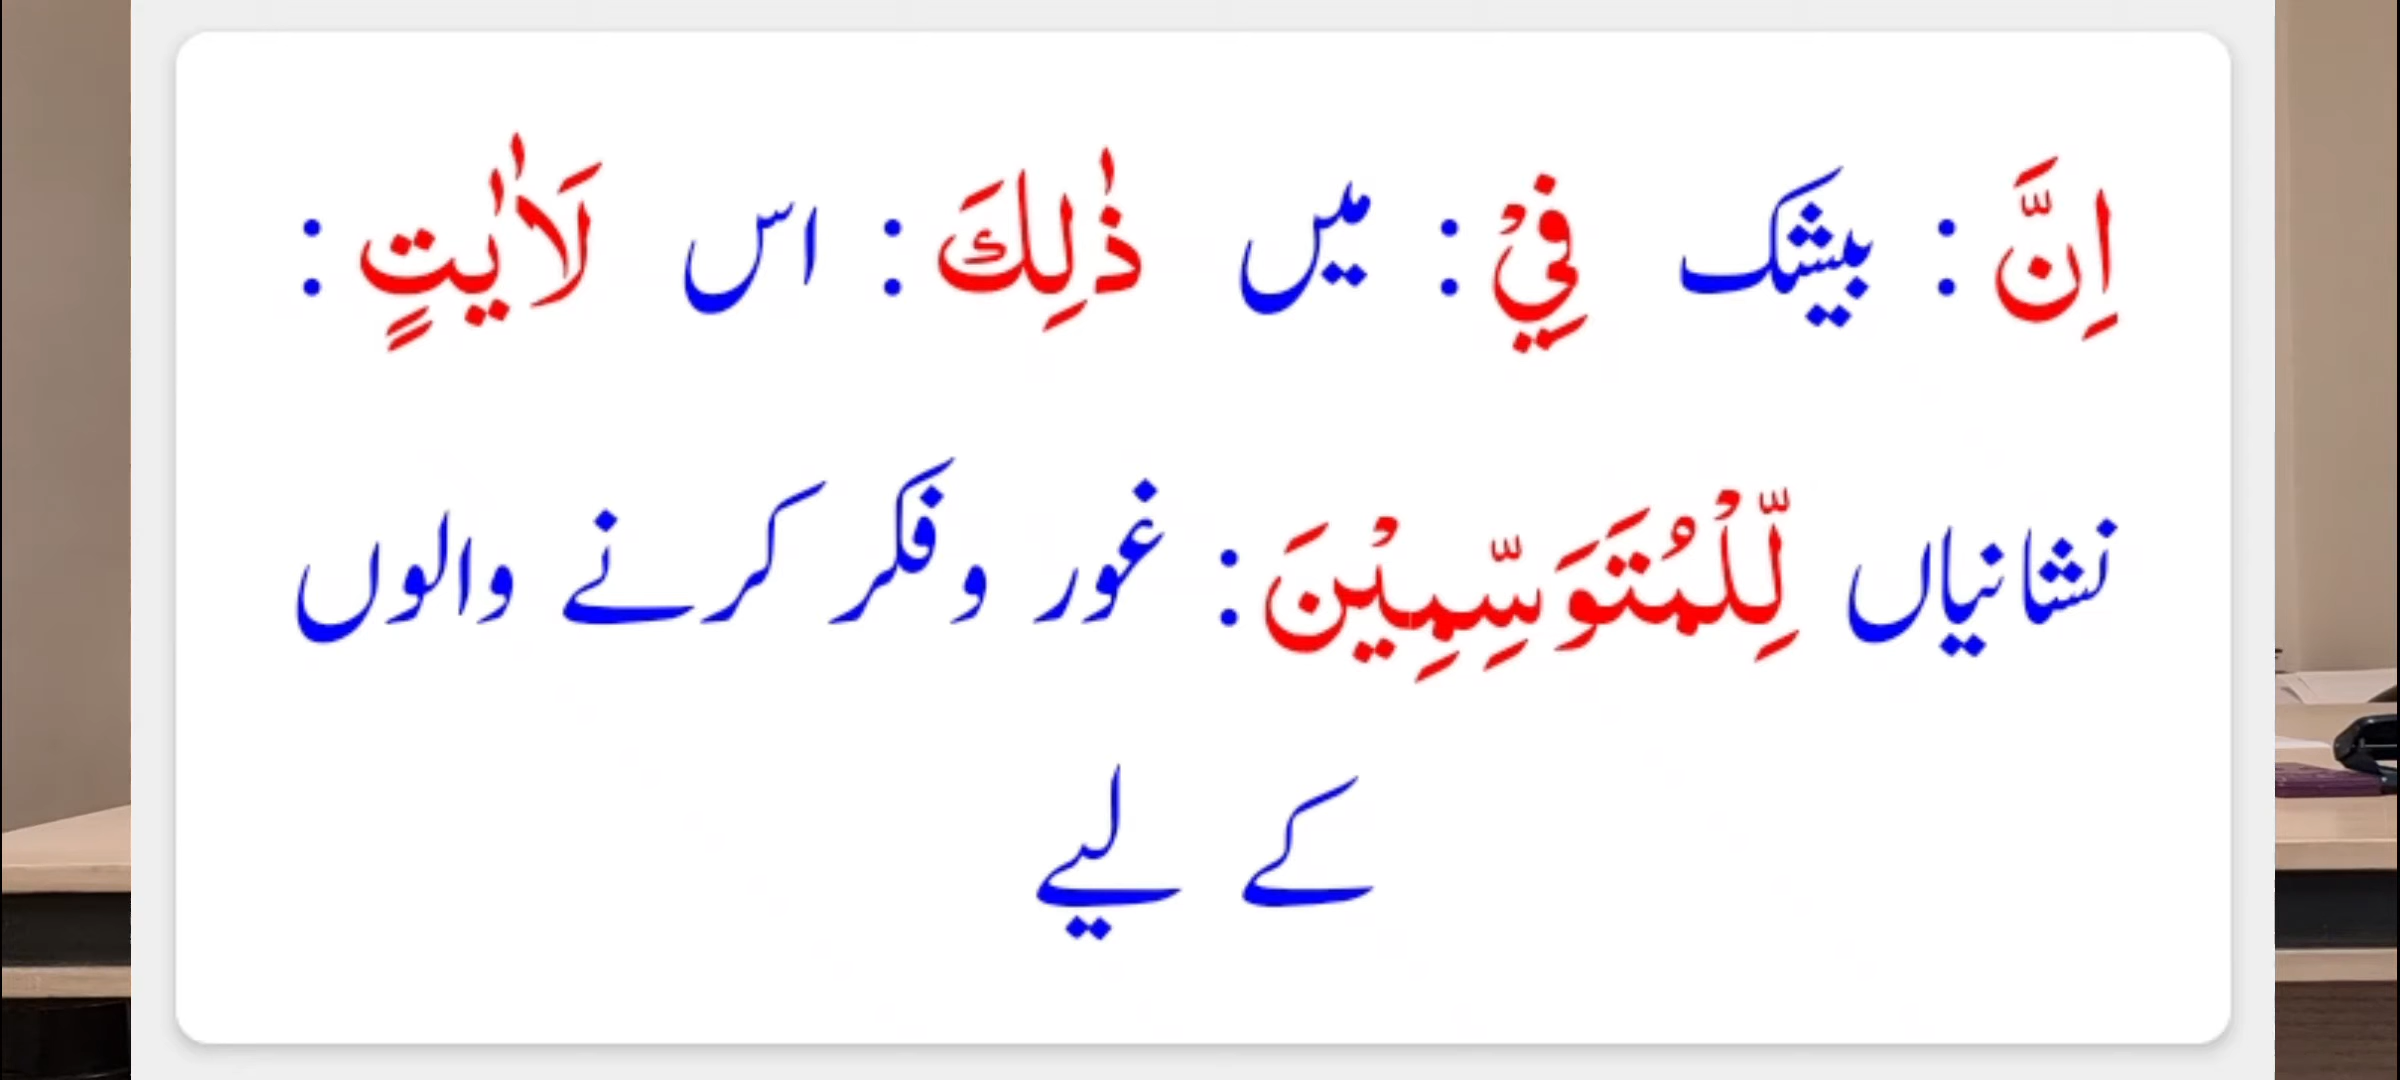 اِنَّ : بیشک فِيْ : میں ذٰلِكَ : اس لَاٰيٰتٍ :
نشانیاں لِّلْمُتَوَسِّمِيْنَ : غور و فکر کرنے والوں
کے لیے